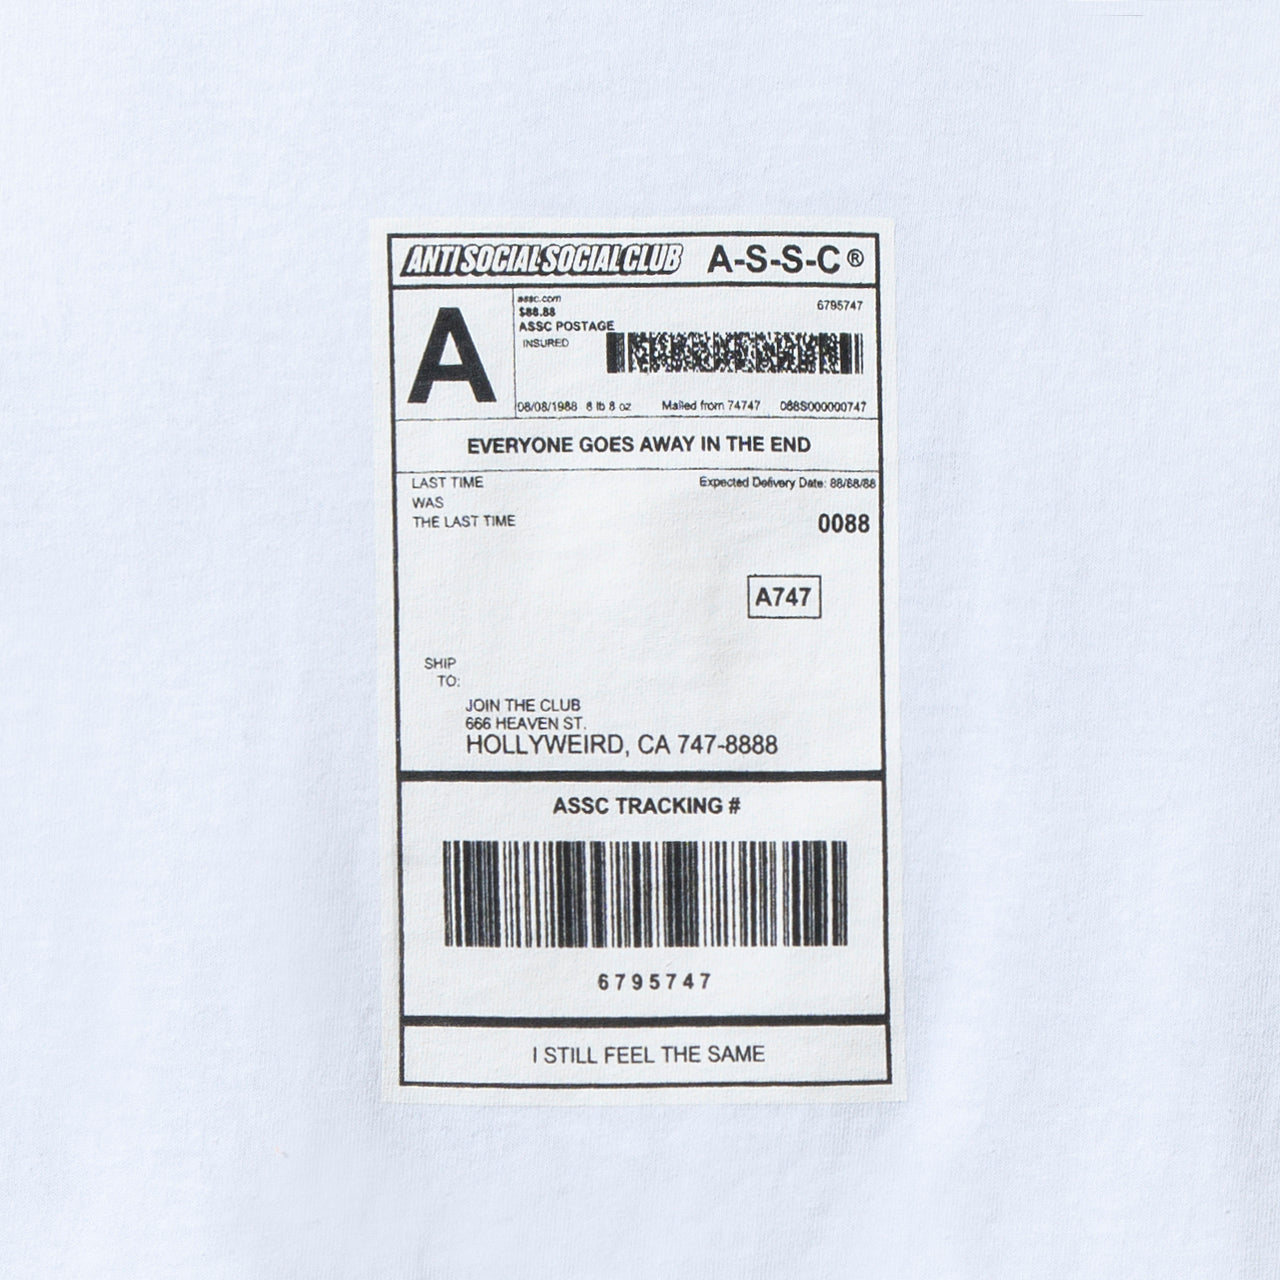 ANTI SOCIAL SOCIAL CLUB A-S-S-C®
A
assc.com
$88.88
ASSC POSTAGE
INSURED
6795747
08/08/1988 8 lb 8 oz Mailed from 74747 088S000000747
EVERYONE GOES AWAY IN THE END
LAST TIME
WAS
THE LAST TIME
Expected Delivery Date: 88/88/88
0088
A747
SHIP
TO:
JOIN THE CLUB
666 HEAVEN ST.
HOLLYWEIRD, CA 747-8888
ASSC TRACKING #
6795747
I STILL FEEL THE SAME